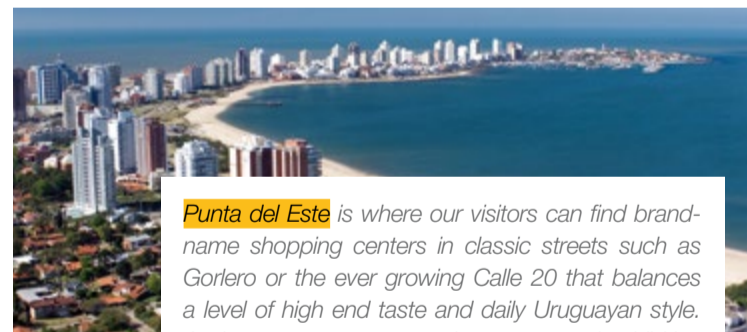 Punta del Este is where our visitors can find brand-
name shopping centers in classic streets such as
Gorlero or the ever growing Calle 20 that balances
a level of high end taste and daily Uruguayan style.